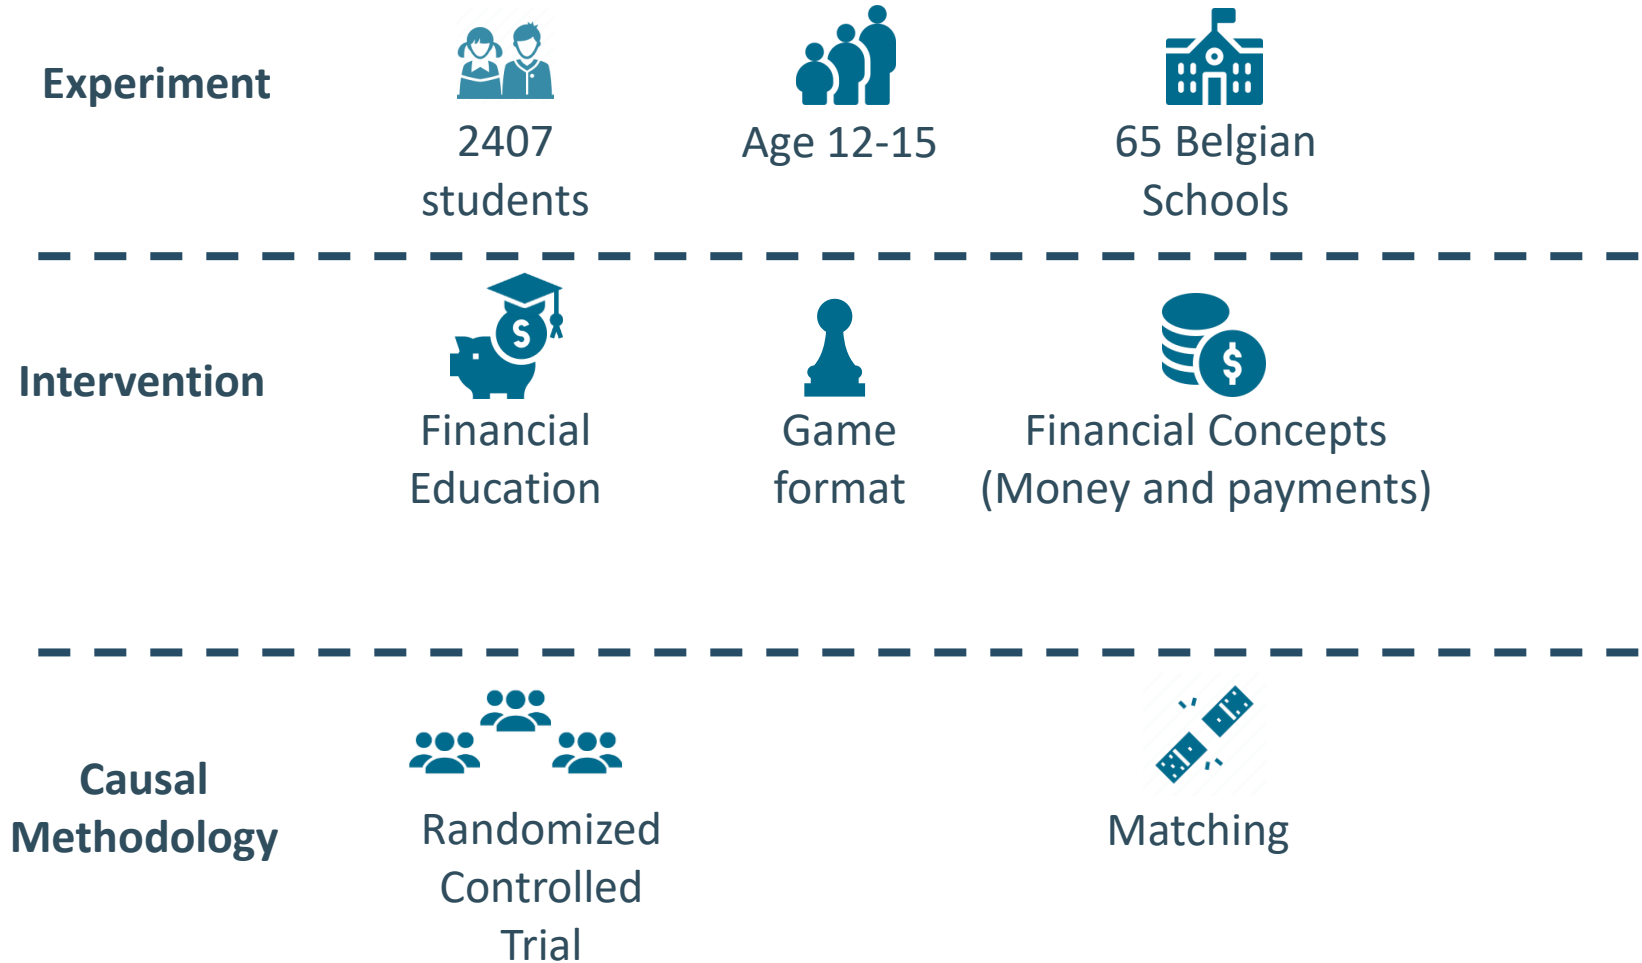 Experiment
2407
students
Age 12-15
65 Belgian
Schools
Intervention
Financial
Education
Game
format
Financial Concepts
(Money and payments)
Causal
Methodology
Randomized
Controlled
Trial
Matching